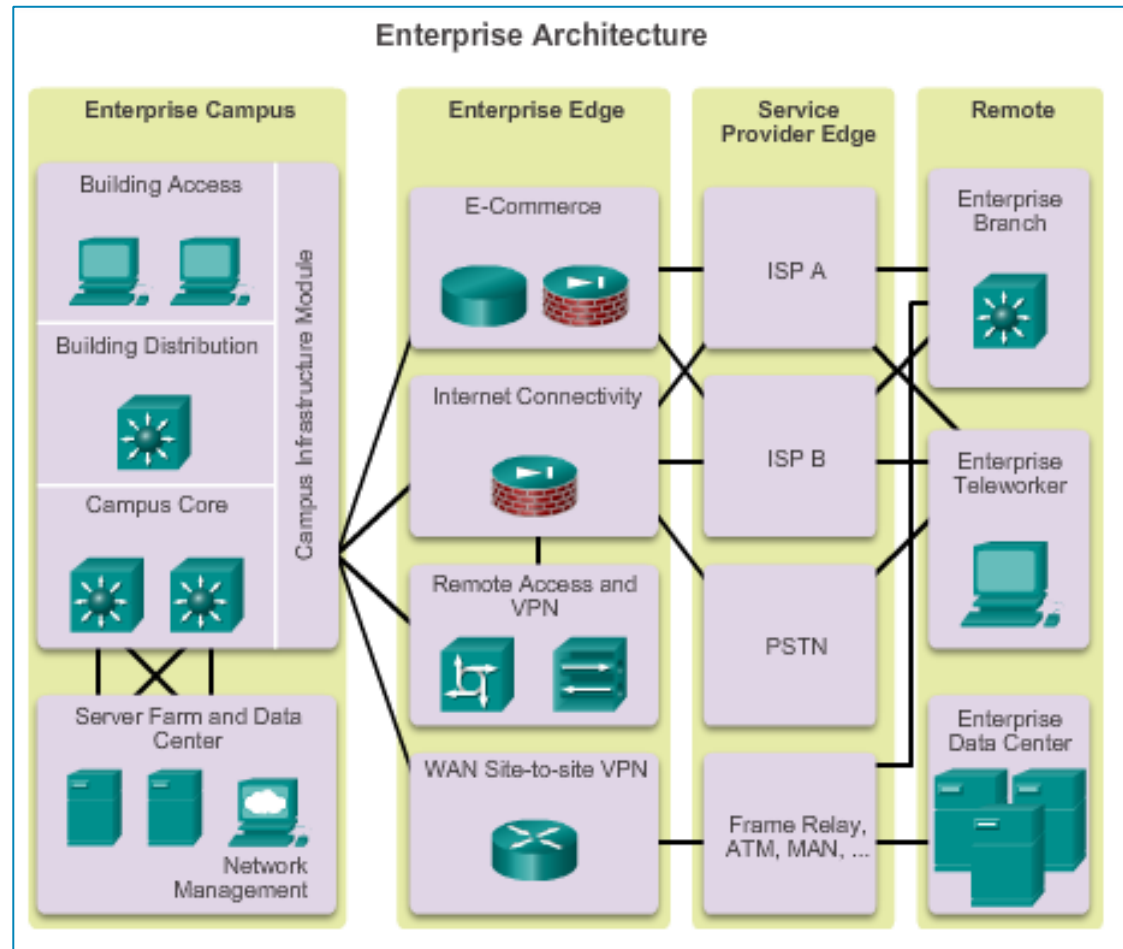 Enterprise Architecture
Enterprise Campus
Building Access
Building Distribution
Campus Core
Campus Infrastructure Module
Server Farm and Data
Center
Network
Management
Enterprise Edge
E-Commerce
Internet Connectivity
Remote Access and
VPN
WAN Site-to-site VPN
Service
Provider Edge
ISP A
ISP B
PSTN
Frame Relay,
ATM, MAN, ...
Remote
Enterprise
Branch
Enterprise
Teleworker
Enterprise
Data Center